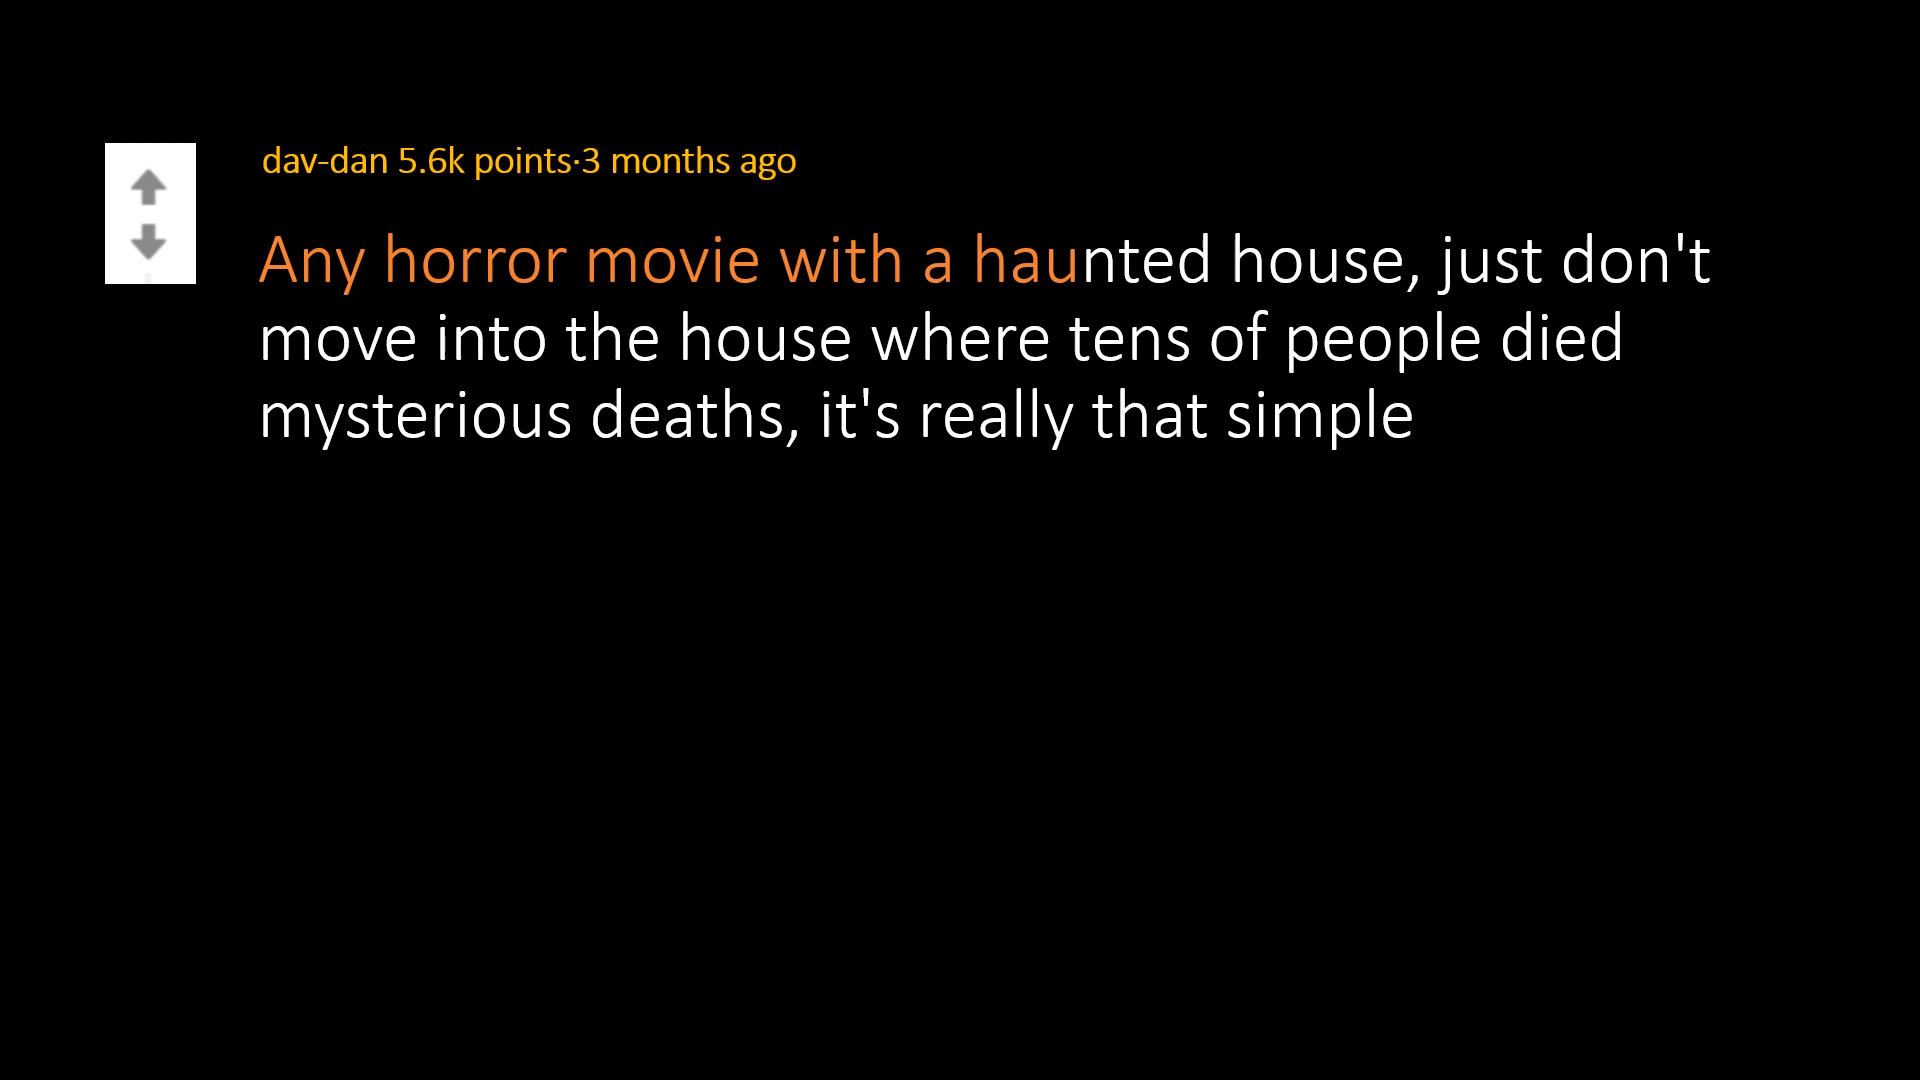 dav-dan 5.6k points·3 months ago
Any horror movie with a haunted house, just don't
move into the house where tens of people died
mysterious deaths, it's really that simple